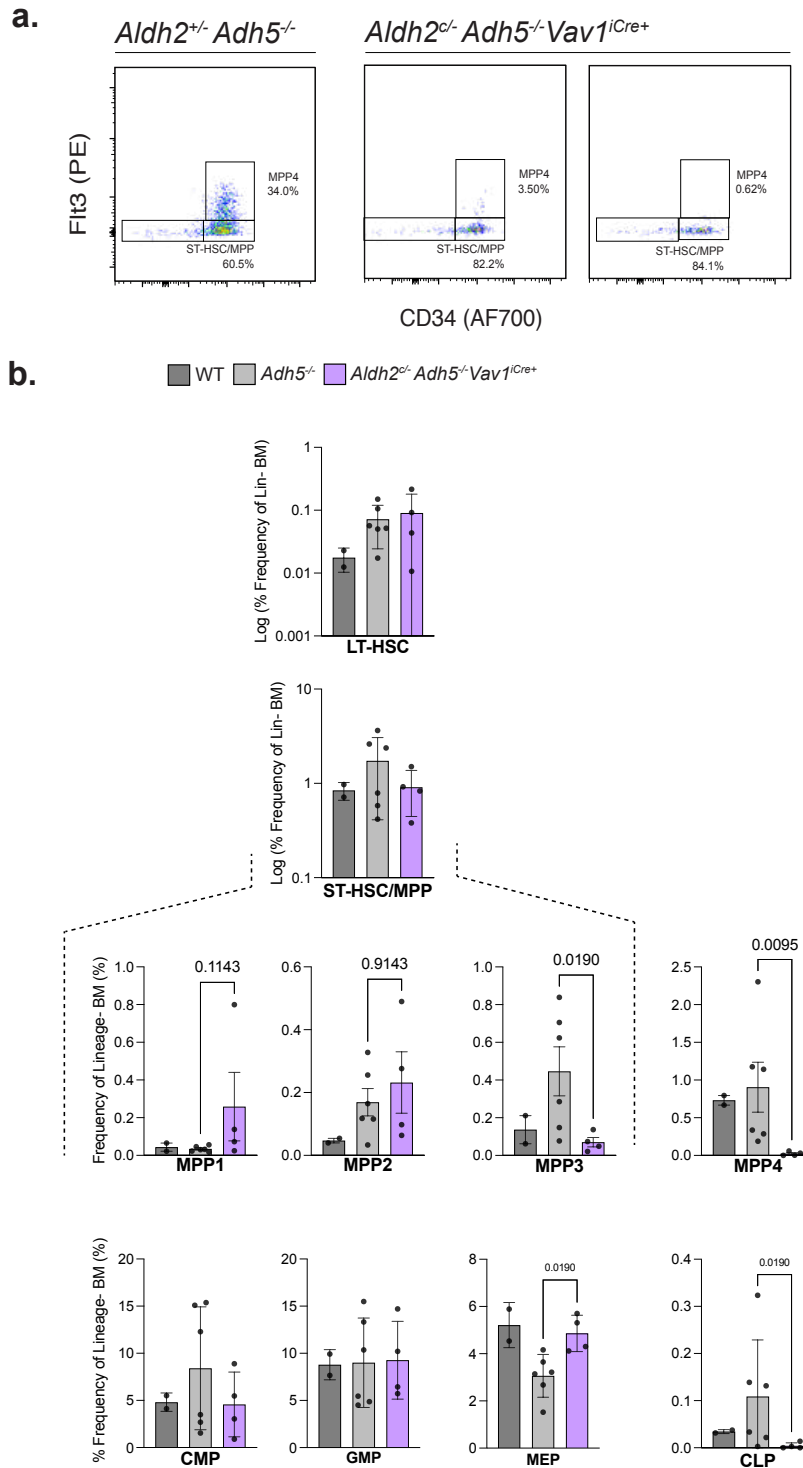 a.
Aldh2+/- Adh5-/-
Aldh2c/- Adh5-/- Vav1iCre+
Flt3 (PE)
MPP4
34.0%
ST-HSC/MPP
60.5%
MPP4
3.50%
ST-HSC/MPP
82.2%
MPP4
0.62%
ST-HSC/MPP
84.1%
CD34 (AF700)
b.
WT
Adh5-/-
Aldh2c/- Adh5-/- Vav1iCre+
Log (% Frequency of Lin- BM)
1
0.1
0.01
0.001
LT-HSC
Log (% Frequency of Lin- BM)
10
1
0.1
ST-HSC/MPP
Frequency of Lineage- BM (%)
1.0
0.8
0.6
0.4
0.2
0.0
0.1143
MPP1
0.6
0.4
0.2
0.0
0.9143
MPP2
1.0
0.8
0.6
0.4
0.2
0.0
0.0190
MPP3
2.5
2.0
1.5
1.0
0.5
0.0
0.0095
MPP4
% Frequency of Lineage- BM (%)
20
15
10
5
0
CMP
20
15
10
5
0
GMP
8
6
4
2
0
0.0190
MEP
0.4
0.3
0.2
0.1
0.0
0.0190
CLP